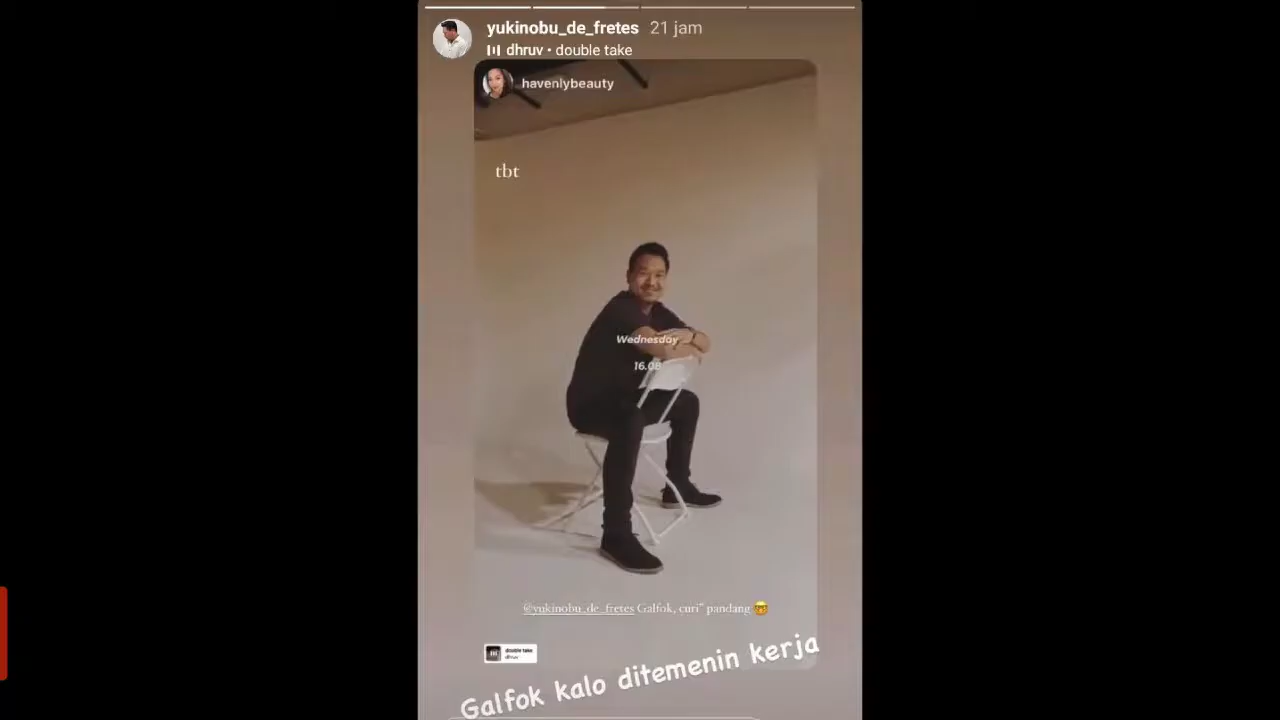 yukinobu_de_fretes 21 jam
dhruv • double take
havenlybeauty
tbt
Wednesday
16.08
@yukinobu_de_fretes Galfok, curi" pandang 🤓
double take
dhruv
Galfok kalo ditemenin kerja